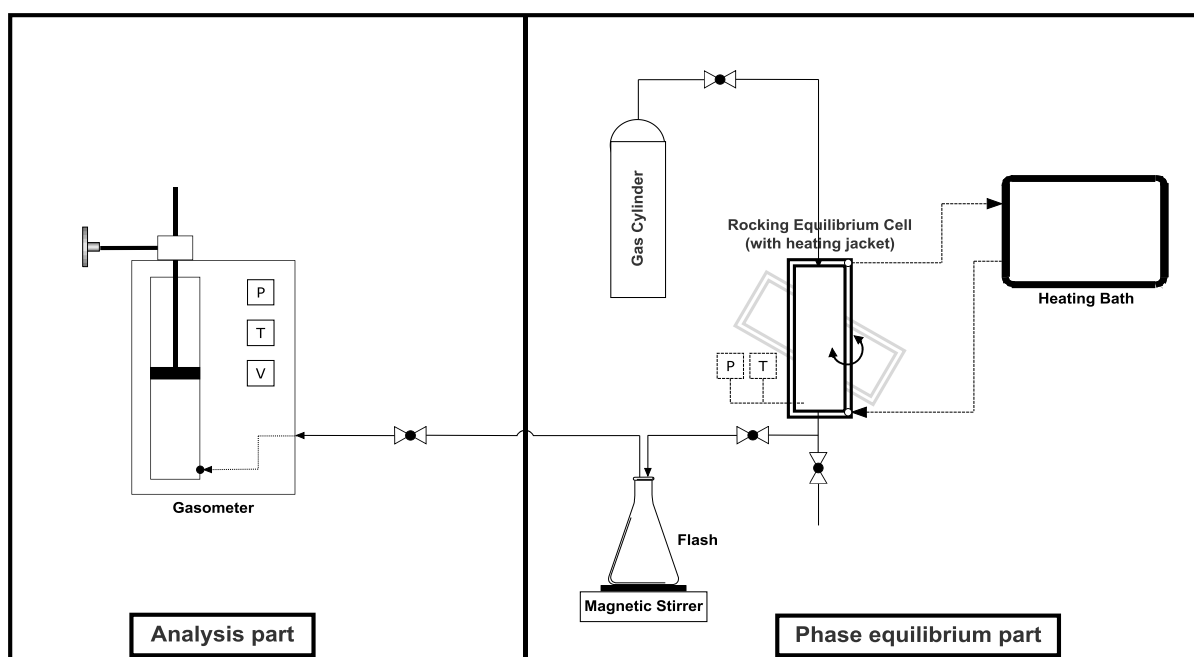 Gas Cylinder
Rocking Equilibrium Cell
(with heating jacket)
Heating Bath
P
T
V
P
T
Gasometer
Flash
Magnetic Stirrer
Analysis part
Phase equilibrium part